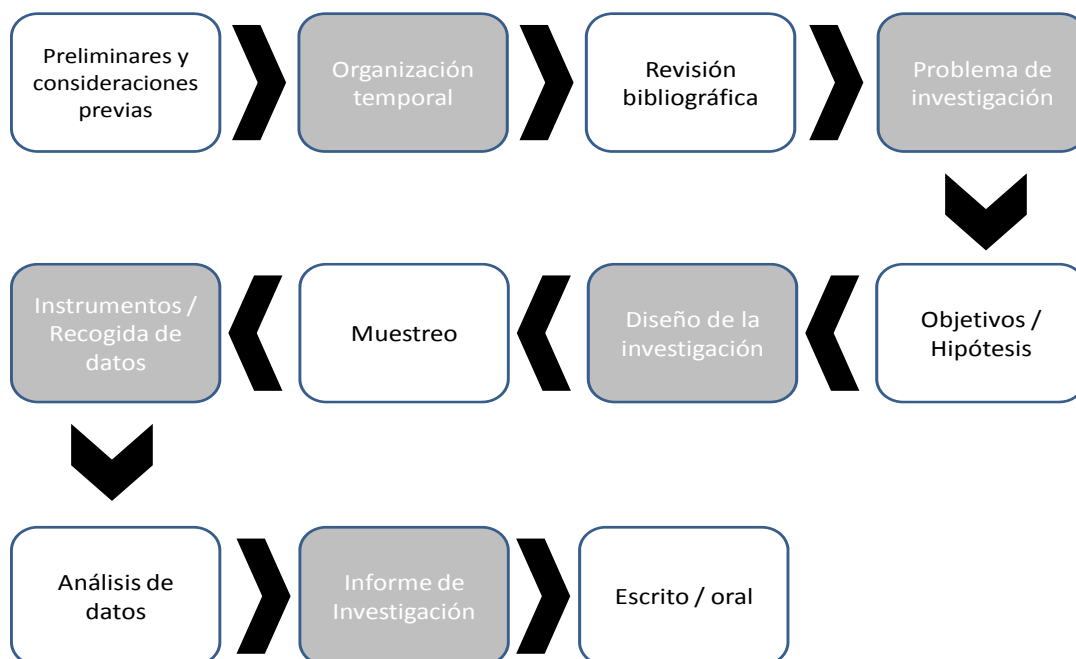 Preliminares y
consideraciones
previas
Organización
temporal
Revisión
bibliográfica
Problema de
investigación
Objetivos /
Hipótesis
Diseño de la
investigación
Muestreo
Instrumentos /
Recogida de
datos
Análisis de
datos
Informe de
Investigación
Escrito / oral